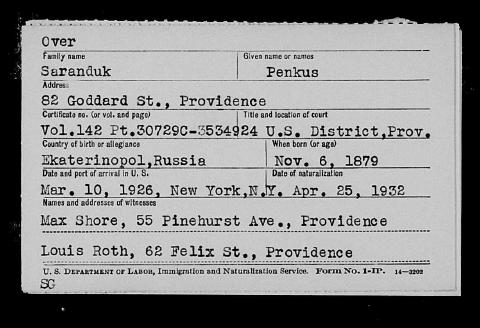 Over
Family name Given name or names
Saranduk Penkus
Address
82 Goddard St., Providence
Certificate no. (or vol. and page) Title and location of court
Vol.142 Pt.30729C-3534924 U.S. District,Prov.
Country of birth or allegiance When born (or age)
Ekaterinopol,Russia Nov. 6, 1879
Date and port of arrival in U. S. Date of naturalization
Mar. 10, 1926, New York,N.Y. Apr. 25, 1932
Names and addresses of witnesses
Max Shore, 55 Pinehurst Ave., Providence
Louis Roth, 62 Felix St., Providence
U. S. DEPARTMENT OF LABOR, Immigration and Naturalization Service. Form No. 1-IP. 14—3202
SG